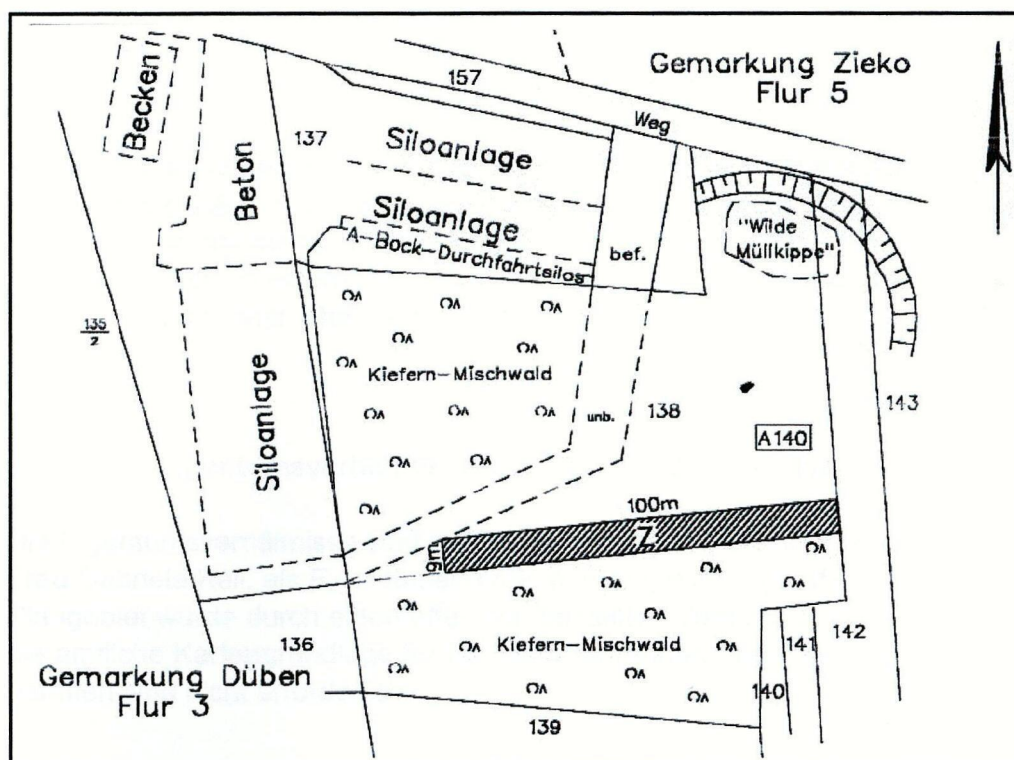 157
Gemarkung Zieko
Flur 5
Becken
Weg
137
Siloanlage
Beton
Siloanlage
"Wilde
Müllkippe"
A-Bock-Durchfahrtsilos
bef.
135/2
Siloanlage
Kiefern-Mischwald
unb.
138
143
A140
100m
Z
9m
136
Kiefern-Mischwald
141
142
Gemarkung Düben
Flur 3
140
139